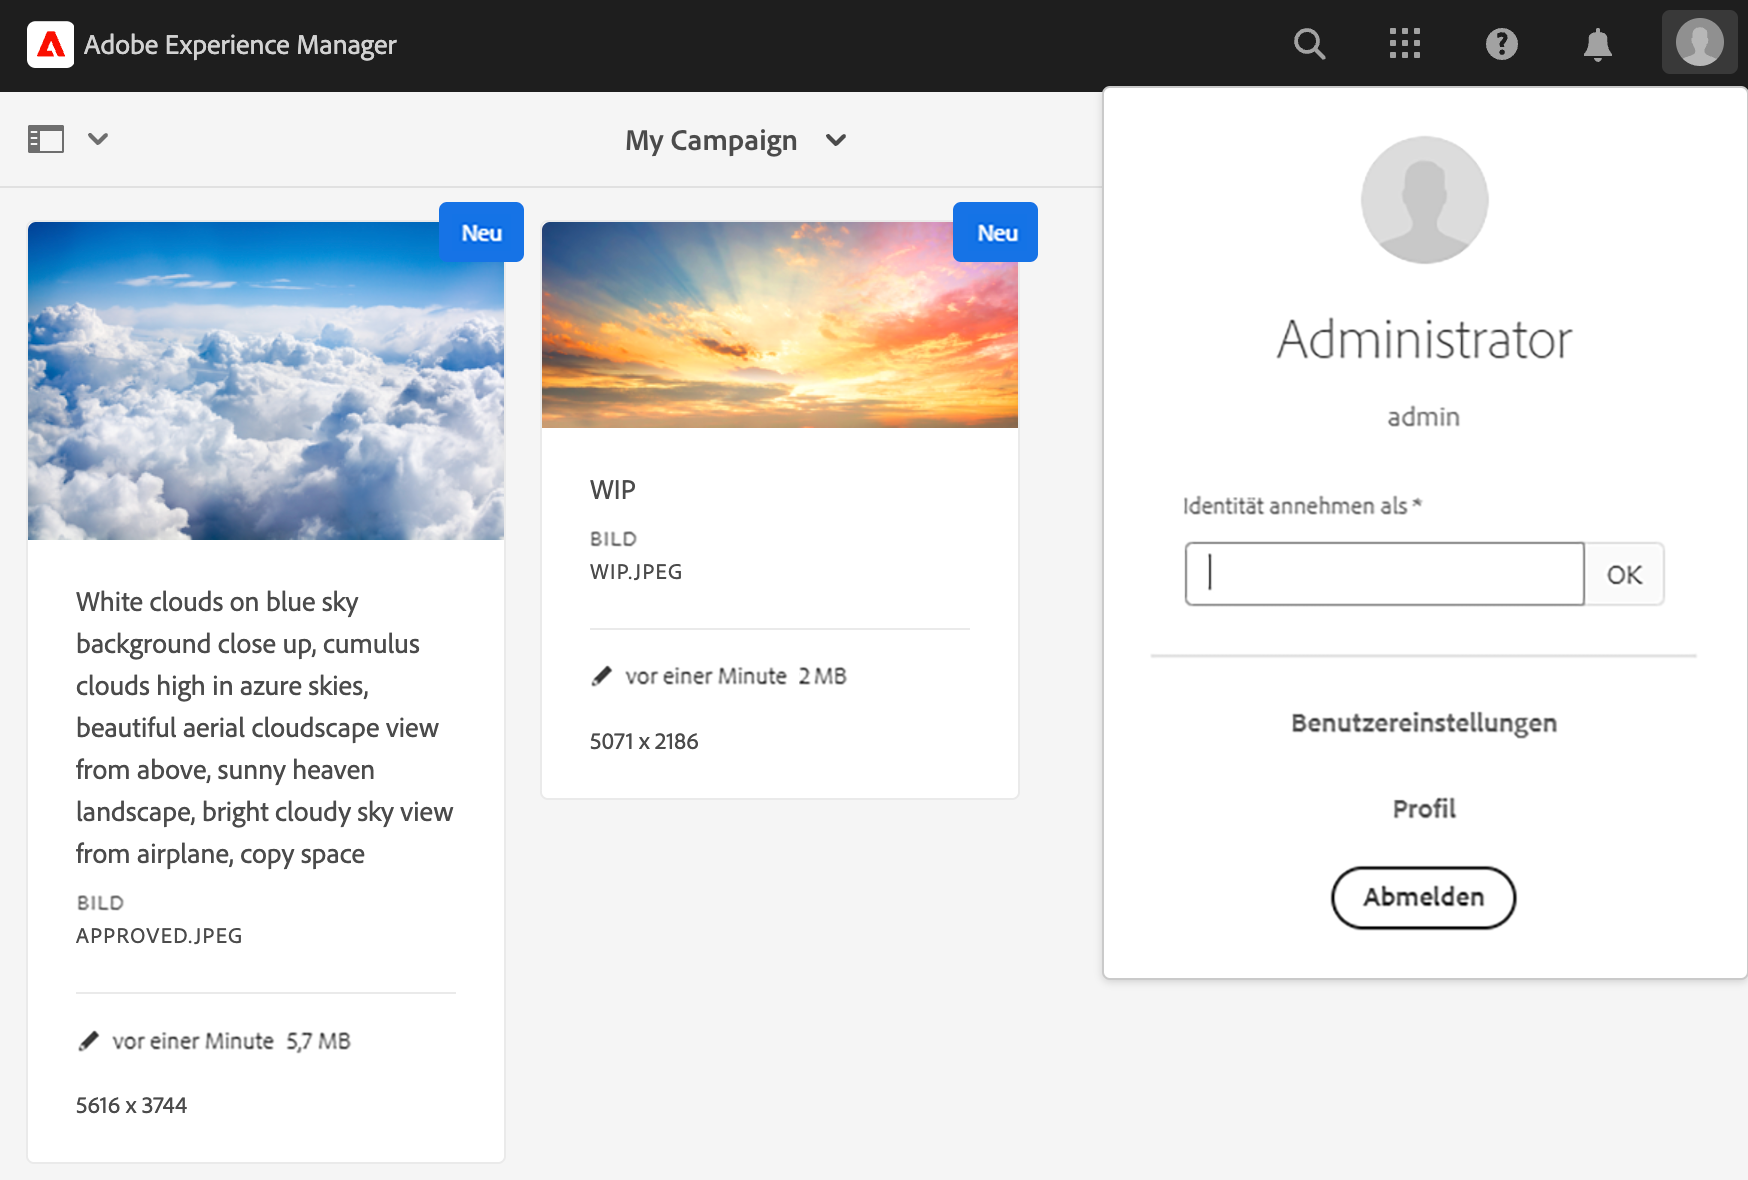 Adobe Experience Manager
My Campaign
Neu
White clouds on blue sky
background close up, cumulus
clouds high in azure skies,
beautiful aerial cloudscape view
from above, sunny heaven
landscape, bright cloudy sky view
from airplane, copy space
BILD
APPROVED.JPEG
vor einer Minute 5,7 MB
5616 x 3744
Neu
WIP
BILD
WIP.JPEG
vor einer Minute 2 MB
5071 x 2186
Administrator
admin
Identität annehmen als *
OK
Benutzereinstellungen
Profil
Abmelden